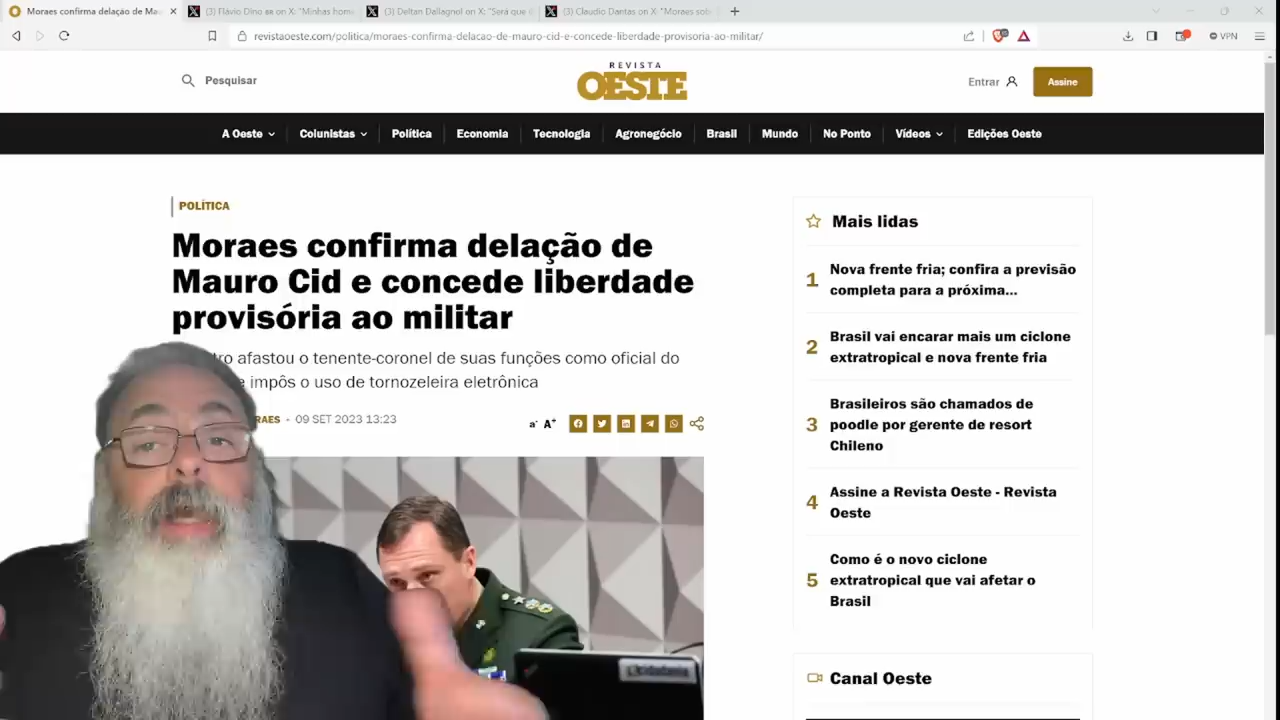 Moraes confirma delação de Mau
(3) Flávio Dino se on X: "Minhas hom
(3) Deltan Dallagnol on X: "Será que
(3) Claudio Dantas on X: "Moraes sob
revistaoeste.com/politica/moraes-confirma-delacao-de-mauro-cid-e-concede-liberdade-provisoria-ao-militar/
VPN
Pesquisar
REVISTA
OESTE
Entrar
Assine
A Oeste
Colunistas
Política
Economia
Tecnologia
Agronegócio
Brasil
Mundo
No Ponto
Vídeos
Edições Oeste
POLÍTICA
Moraes confirma delação de
Mauro Cid e concede liberdade
provisória ao militar
afastou o tenente-coronel de suas funções como oficial do
e impôs o uso de tornozeleira eletrônica
RAES - 09 SET 2023 13:23
a- A+
Mais lidas
1
Nova frente fria; confira a previsão
completa para a próxima...
2
Brasil vai encarar mais um ciclone
extratropical e nova frente fria
3
Brasileiros são chamados de
poodle por gerente de resort
Chileno
4
Assine a Revista Oeste - Revista
Oeste
5
Como é o novo ciclone
extratropical que vai afetar o
Brasil
Canal Oeste